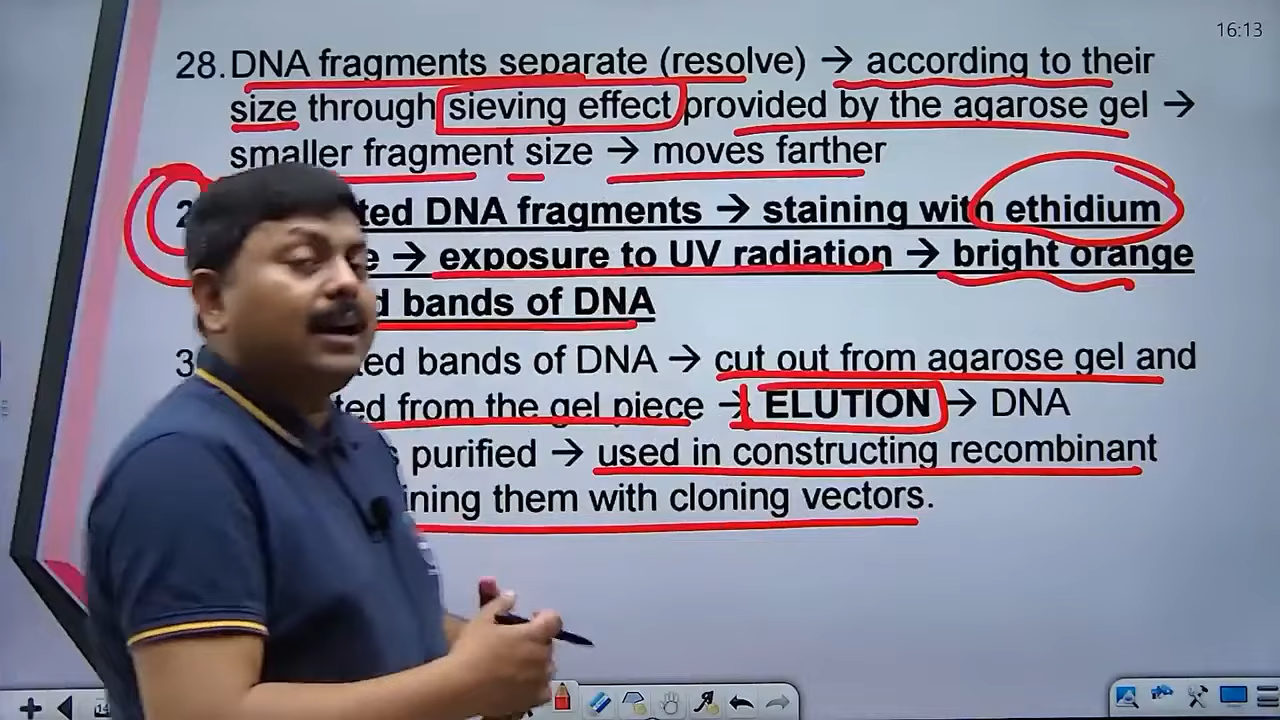 16:13
28. DNA fragments separate (resolve) → according to their
size through sieving effect provided by the agarose gel →
smaller fragment size → moves farther
ted DNA fragments → staining with ethidium
e → exposure to UV radiation → bright orange
d bands of DNA
ted bands of DNA → cut out from agarose gel and
ted from the gel piece → ELUTION → DNA
s purified → used in constructing recombinant
ining them with cloning vectors.